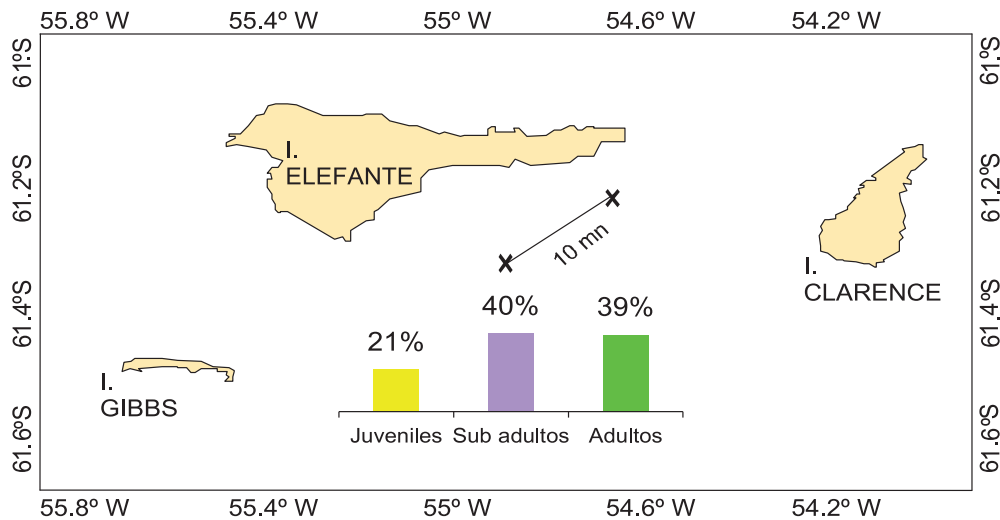 55.8º W 55.4º W 55º W 54.6º W 54.2º W
61ºS 61ºS
I.
ELEFANTE
61.2ºS 61.2ºS
10 mn
I.
CLARENCE
61.4ºS 61.4ºS
40% 39%
21%
I.
GIBBS
61.6ºS 61.6ºS
Juveniles Sub adultos Adultos
55.8º W 55.4º W 55º W 54.6º W 54.2º W